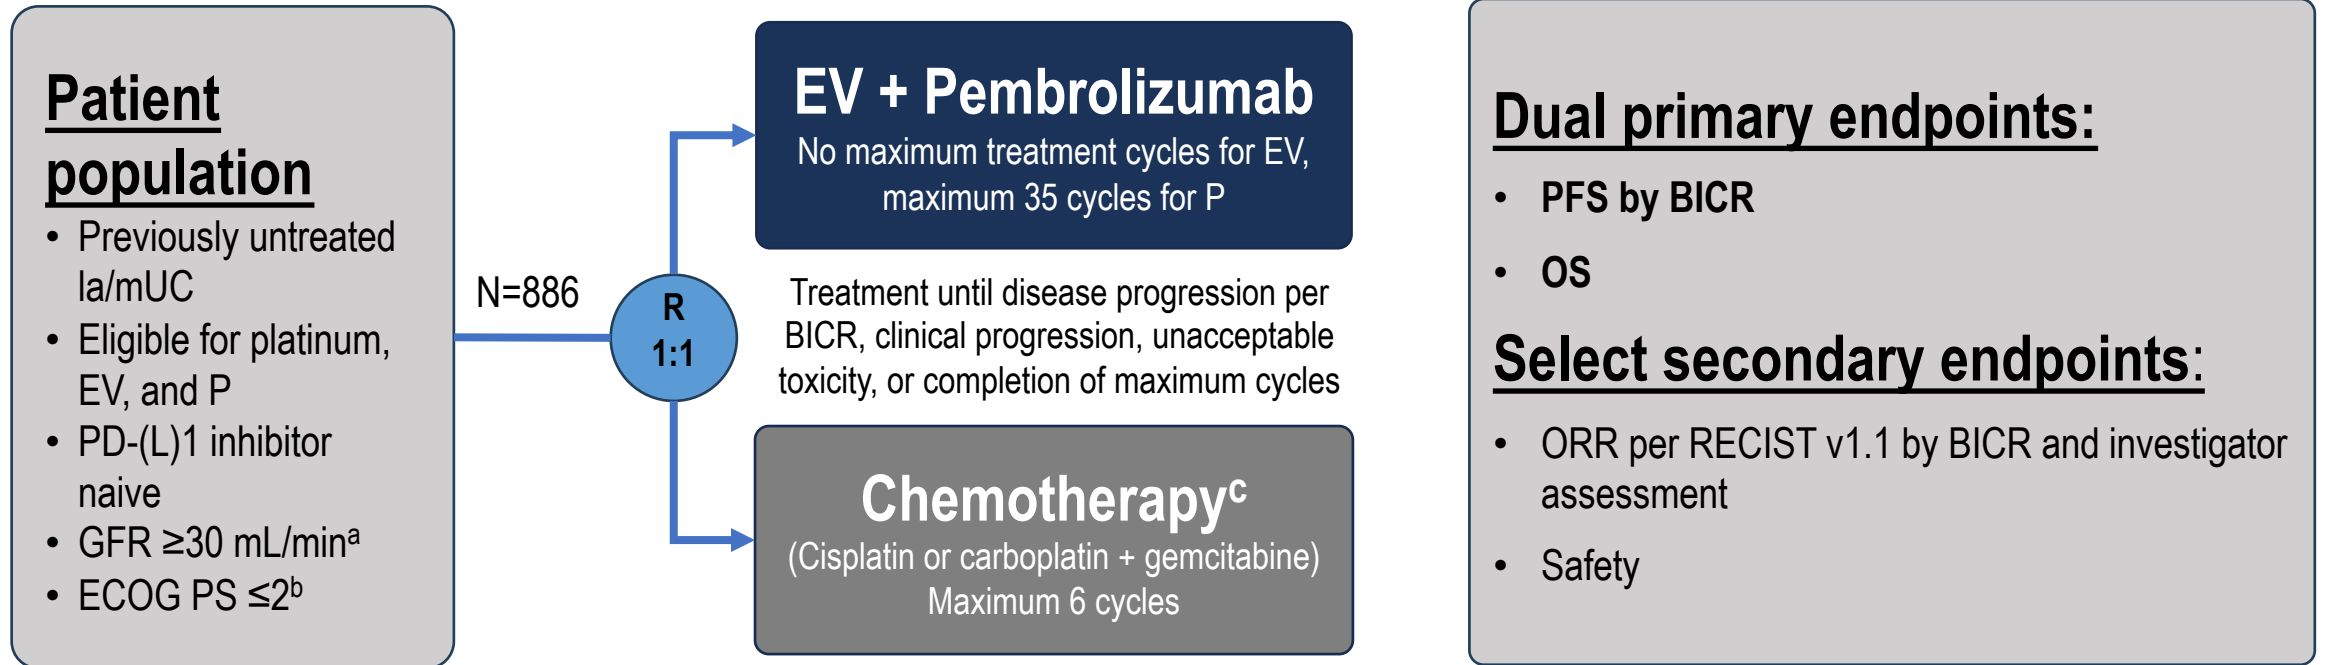 Patient
population
• Previously untreated
la/mUC
• Eligible for platinum,
EV, and P
• PD-(L)1 inhibitor
naive
• GFR ≥30 mL/minᵃ
• ECOG PS ≤2ᵇ
N=886
R
1:1
EV + Pembrolizumab
No maximum treatment cycles for EV,
maximum 35 cycles for P
Treatment until disease progression per
BICR, clinical progression, unacceptable
toxicity, or completion of maximum cycles
Chemotherapyᶜ
(Cisplatin or carboplatin + gemcitabine)
Maximum 6 cycles
Dual primary endpoints:
• PFS by BICR
• OS
Select secondary endpoints:
• ORR per RECIST v1.1 by BICR and investigator
assessment
• Safety